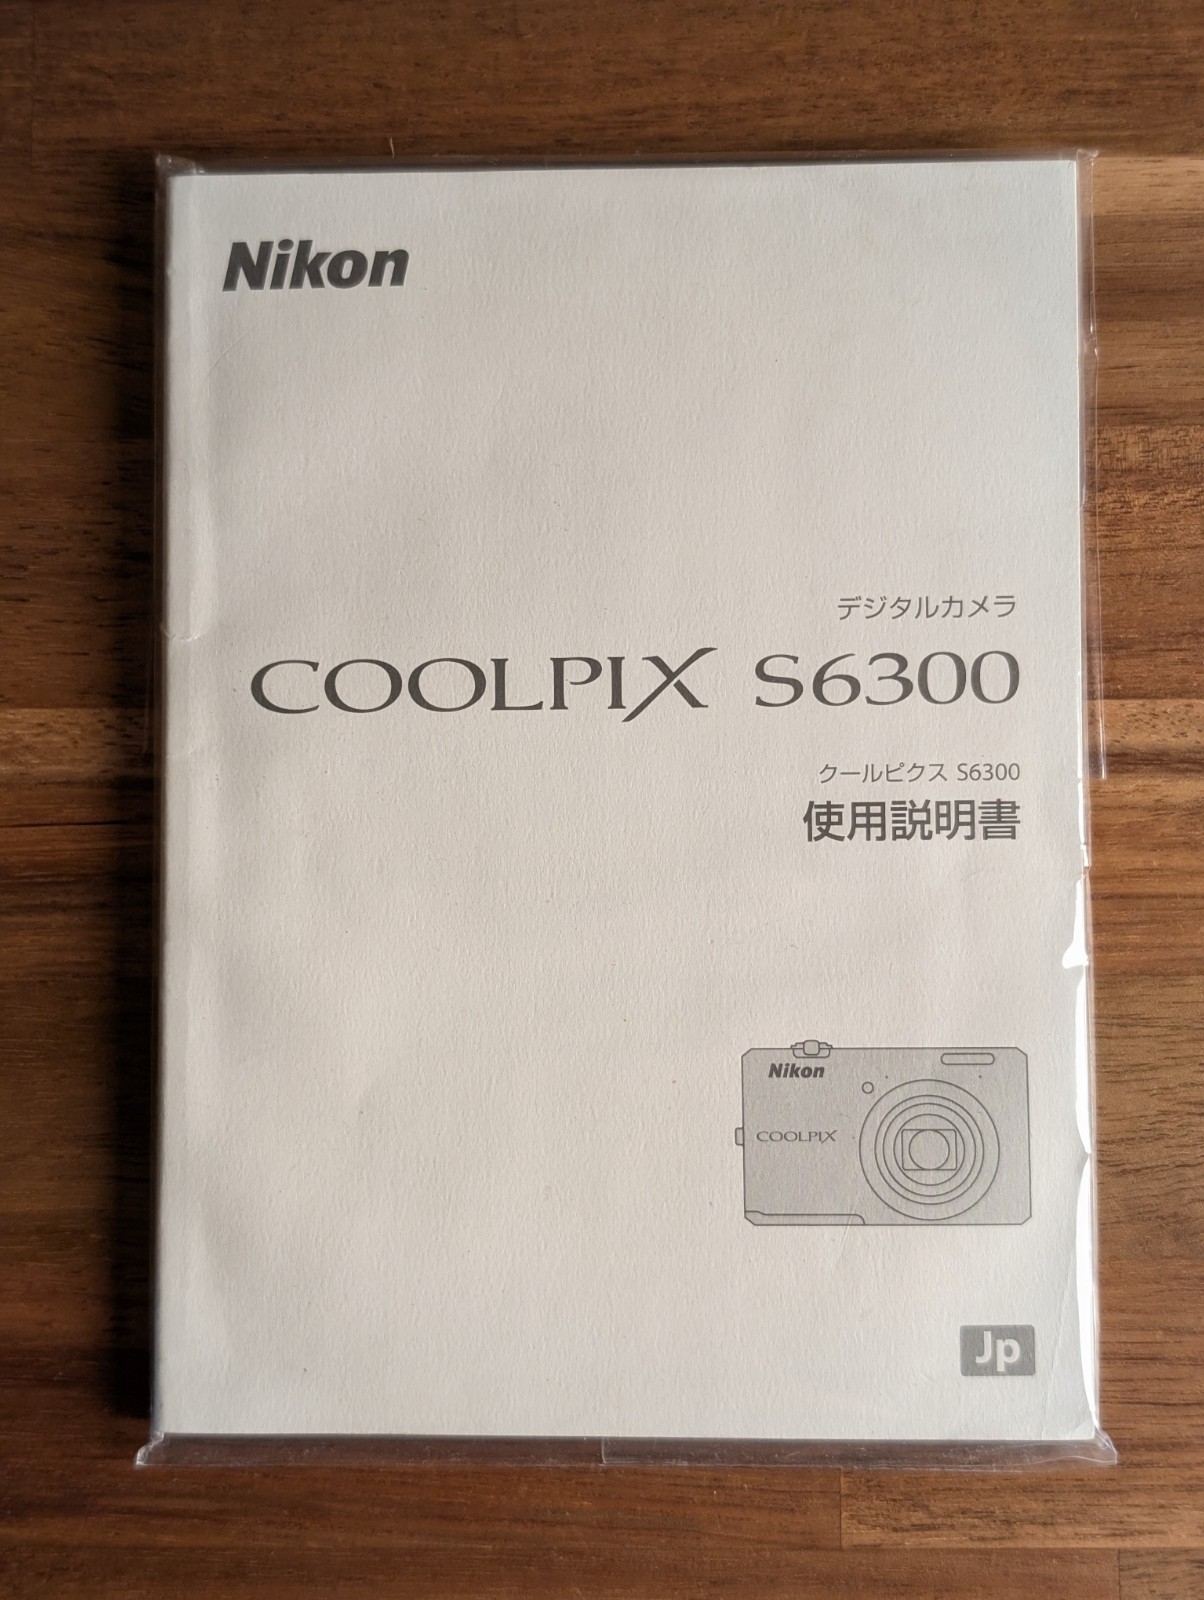 Nikon
デジタルカメラ
COOLPIX S6300
クールピクス S6300
使用説明書
Nikon
COOLPIX
Jp